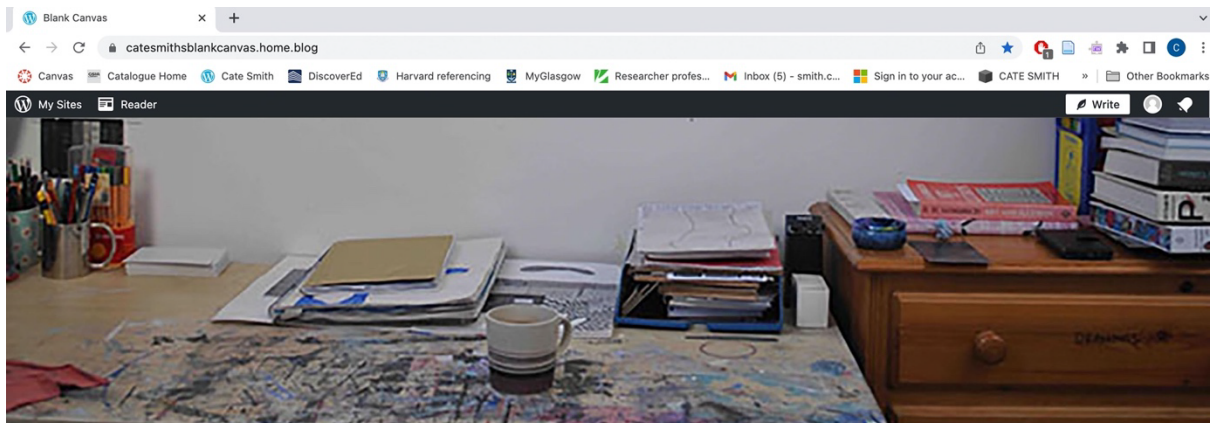 Blank Canvas
catesmithsblankcanvas.home.blog
Canvas Catalogue Home Cate Smith DiscoverEd Harvard referencing MyGlasgow Researcher profes... Inbox (5) - smith.c... Sign in to your ac... CATE SMITH » Other Bookmarks
My Sites Reader Write